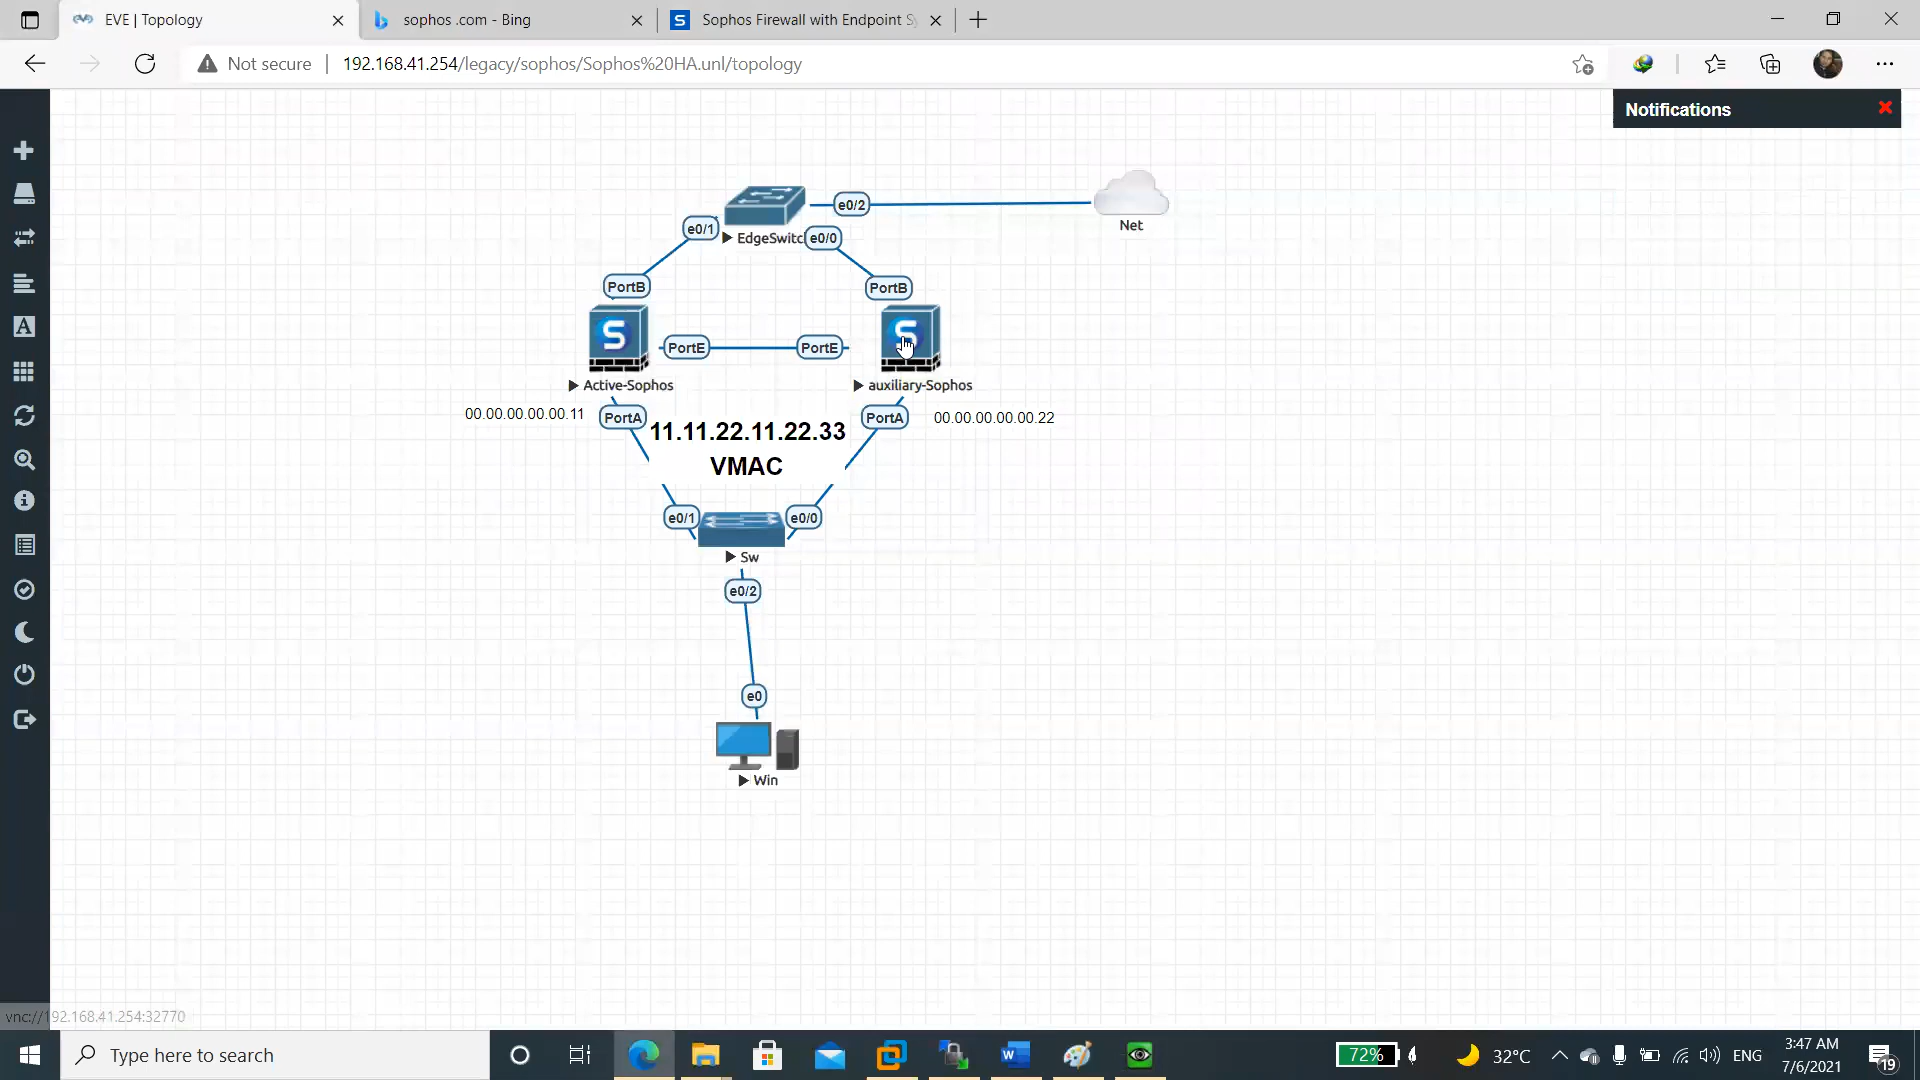 EVE | Topology
sophos .com - Bing
Sophos Firewall with Endpoint S
Not secure
192.168.41.254/legacy/sophos/Sophos%20HA.unl/topology
Notifications
e0/2
Net
e0/1
EdgeSwitc
e0/0
PortB
PortB
S
S
PortE
PortE
Active-Sophos
auxiliary-Sophos
00.00.00.00.00.11
PortA
11.11.22.11.22.33
PortA
00.00.00.00.00.22
VMAC
e0/1
e0/0
Sw
e0/2
e0
Win
vnc://192.168.41.254:32770
Type here to search
72%
32°C
ENG
3:47 AM
7/6/2021
19